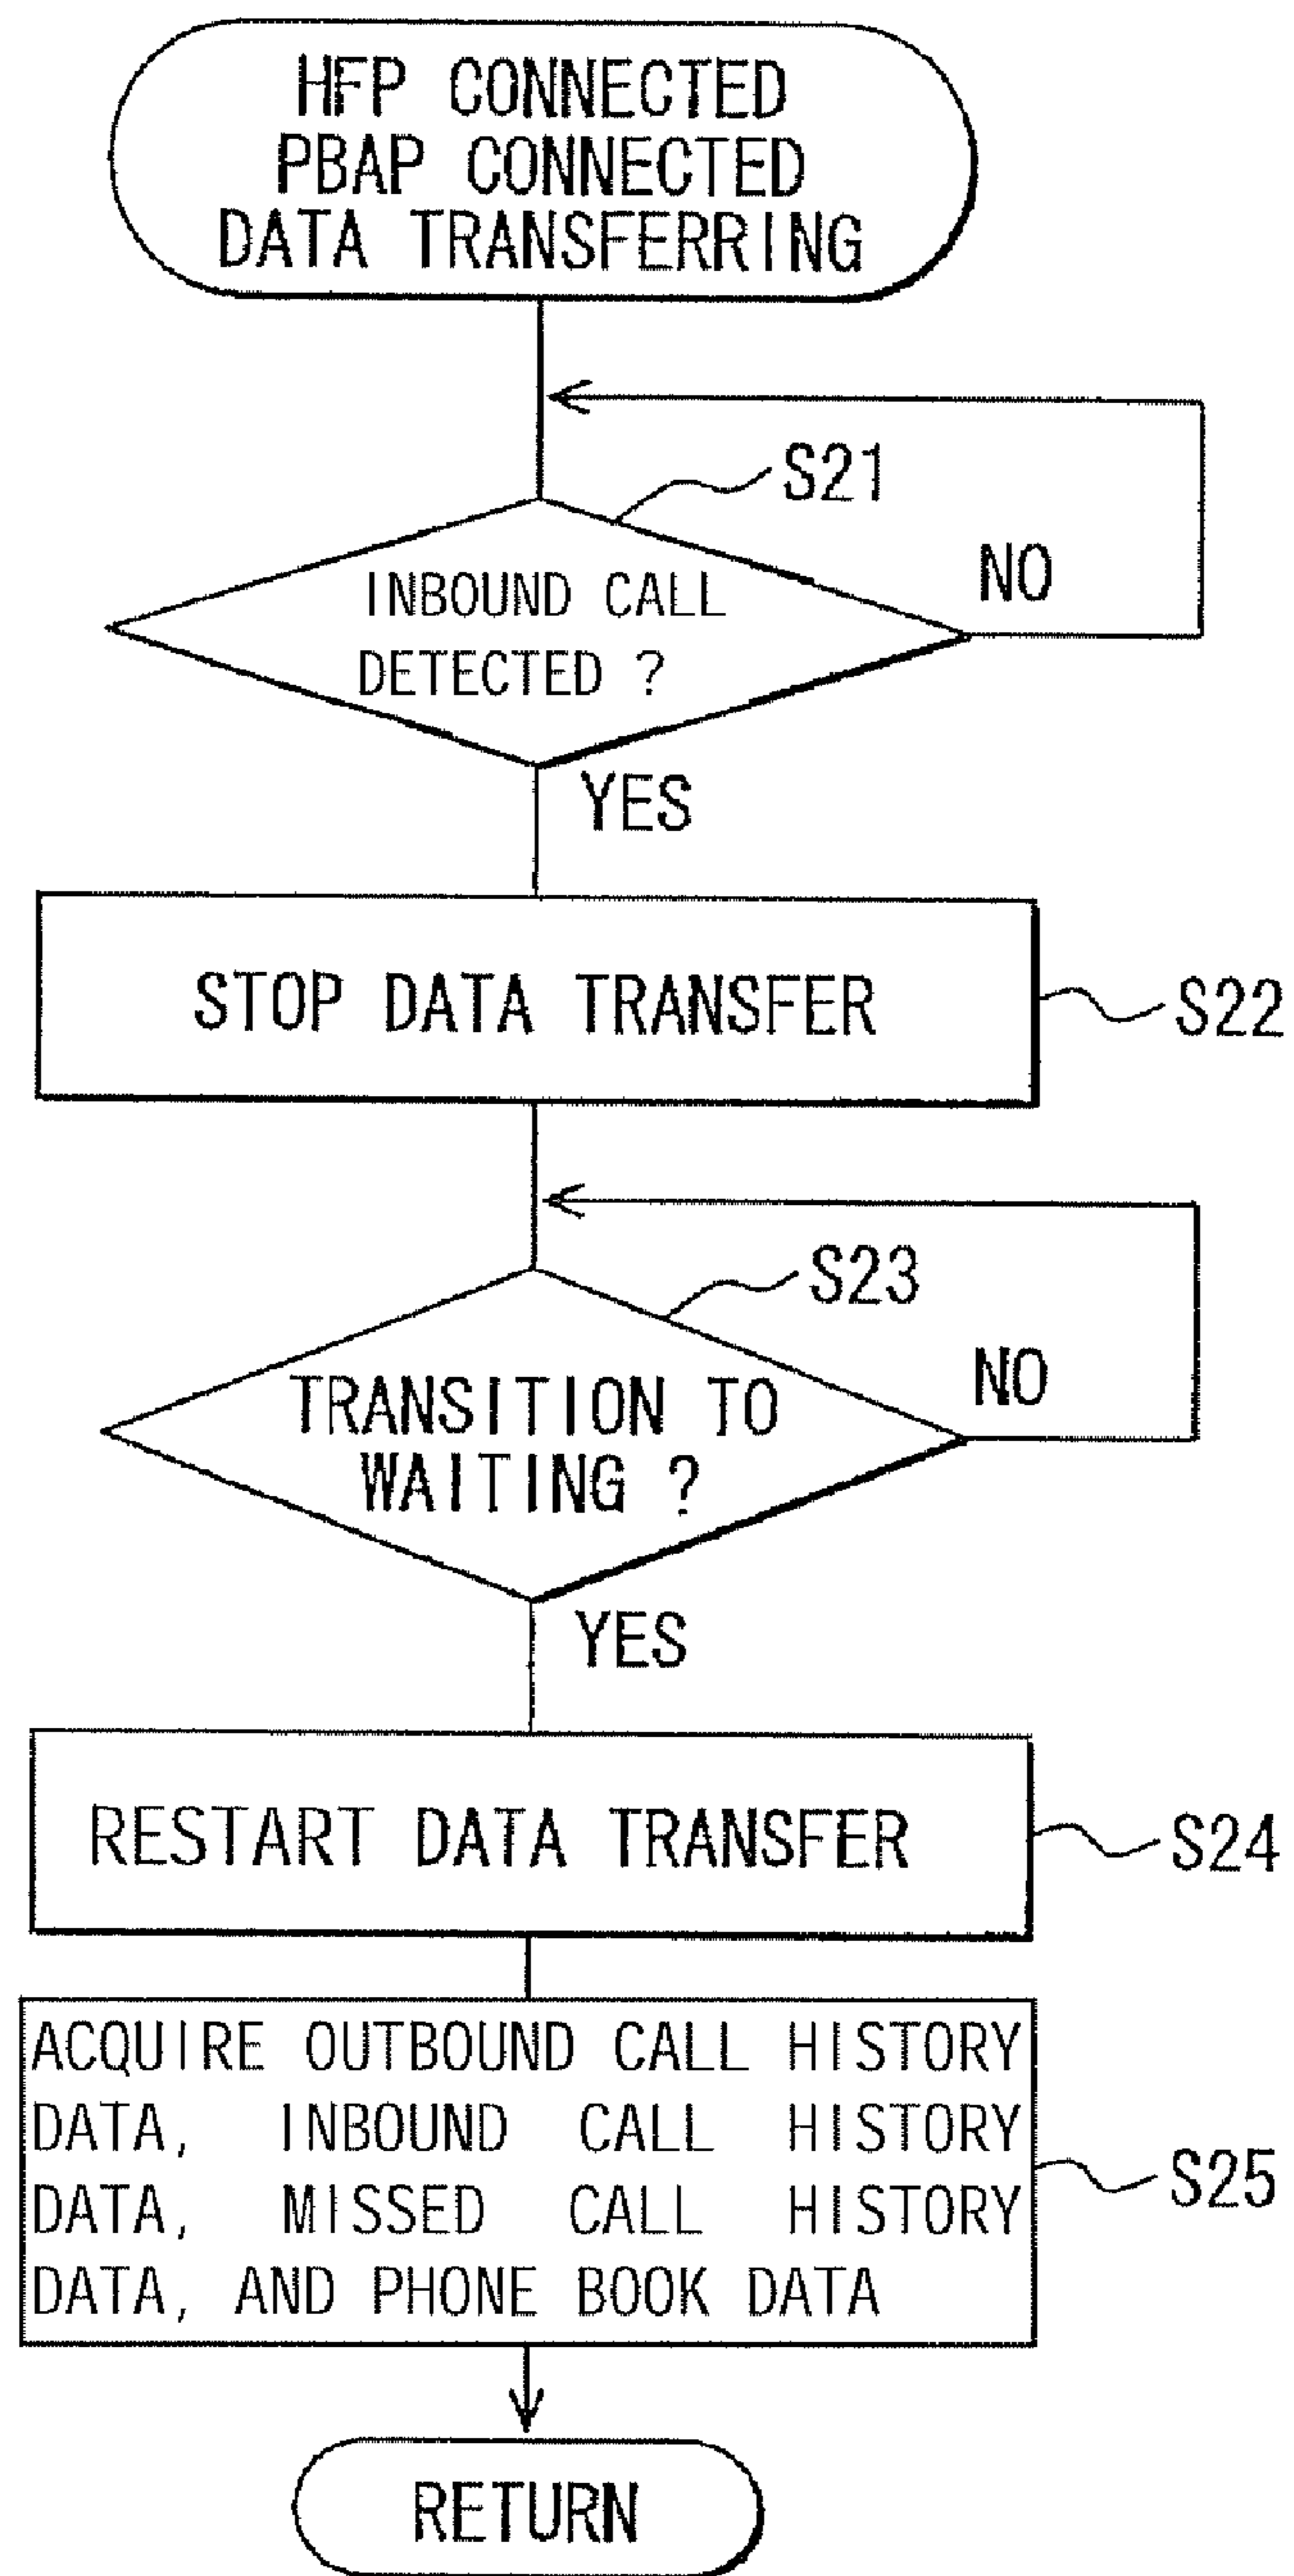 HFP CONNECTED
PBAP CONNECTED
DATA TRANSFERRING
S21
INBOUND CALL
DETECTED ?
NO
YES
STOP DATA TRANSFER
S22
S23
TRANSITION TO
WAITING ?
NO
YES
RESTART DATA TRANSFER
S24
ACQUIRE OUTBOUND CALL HISTORY
DATA, INBOUND CALL HISTORY
DATA, MISSED CALL HISTORY
DATA, AND PHONE BOOK DATA
S25
RETURN